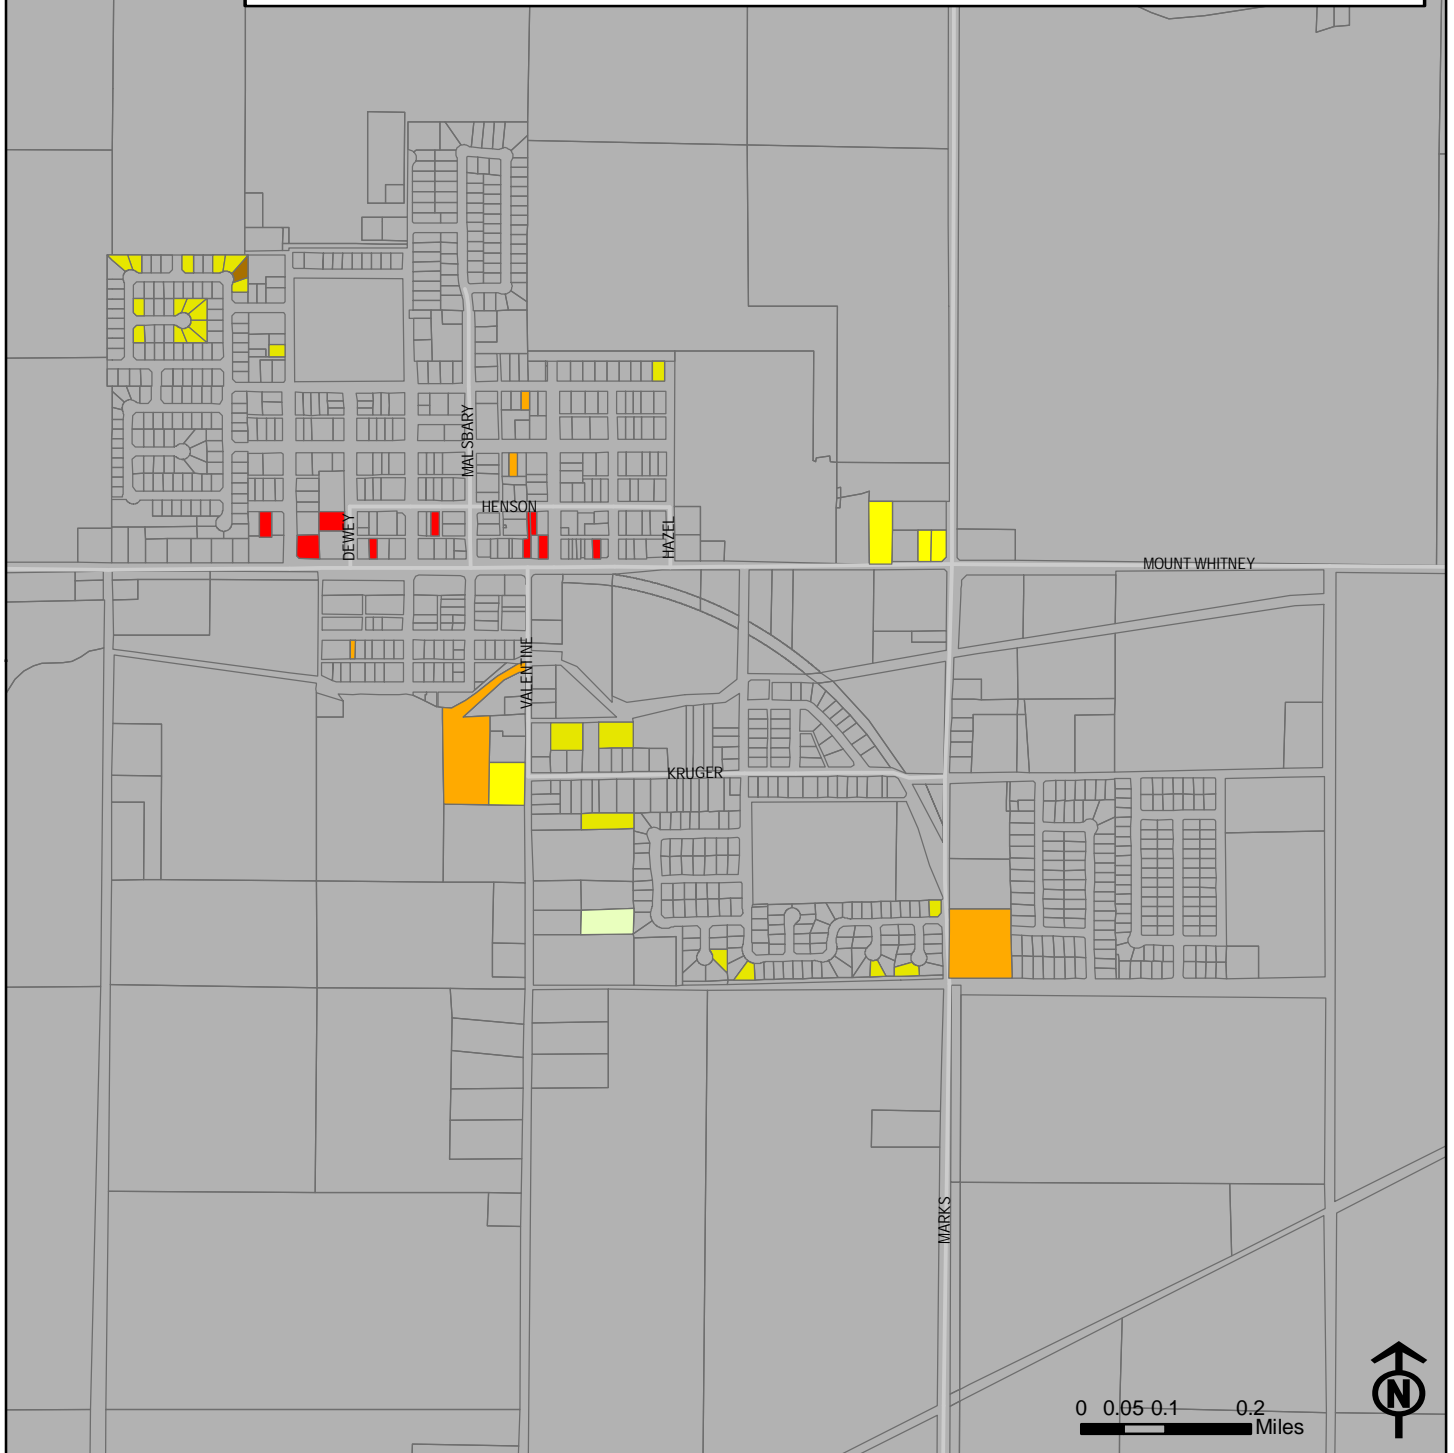 MALSBARY
HENSON
DEWEY
HAZEL
MOUNT WHITNEY
VALENTINE
KRUGER
MARKS
0 0.05 0.1 0.2
Miles
N